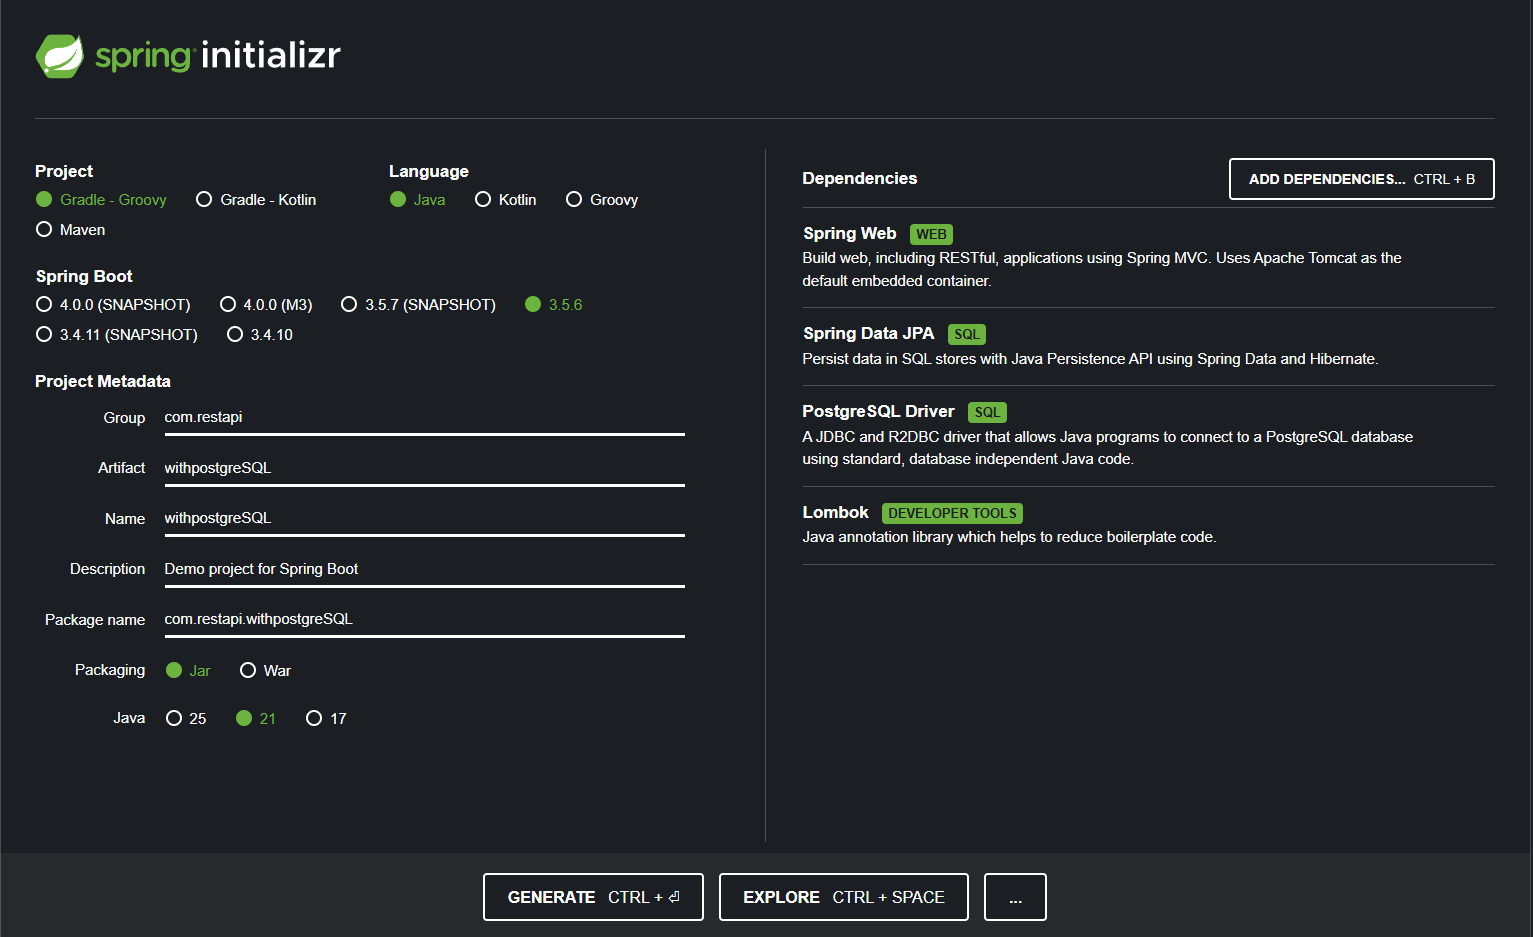 spring initializr
Project
Gradle - Groovy Gradle - Kotlin
Maven
Language
Java Kotlin Groovy
Spring Boot
4.0.0 (SNAPSHOT) 4.0.0 (M3) 3.5.7 (SNAPSHOT) 3.5.6
3.4.11 (SNAPSHOT) 3.4.10
Project Metadata
Group com.restapi
Artifact withpostgreSQL
Name withpostgreSQL
Description Demo project for Spring Boot
Package name com.restapi.withpostgreSQL
Packaging Jar War
Java 25 21 17
Dependencies
ADD DEPENDENCIES... CTRL + B
Spring Web WEB
Build web, including RESTful, applications using Spring MVC. Uses Apache Tomcat as the
default embedded container.
Spring Data JPA SQL
Persist data in SQL stores with Java Persistence API using Spring Data and Hibernate.
PostgreSQL Driver SQL
A JDBC and R2DBC driver that allows Java programs to connect to a PostgreSQL database
using standard, database independent Java code.
Lombok DEVELOPER TOOLS
Java annotation library which helps to reduce boilerplate code.
GENERATE CTRL + ⏎
EXPLORE CTRL + SPACE
...